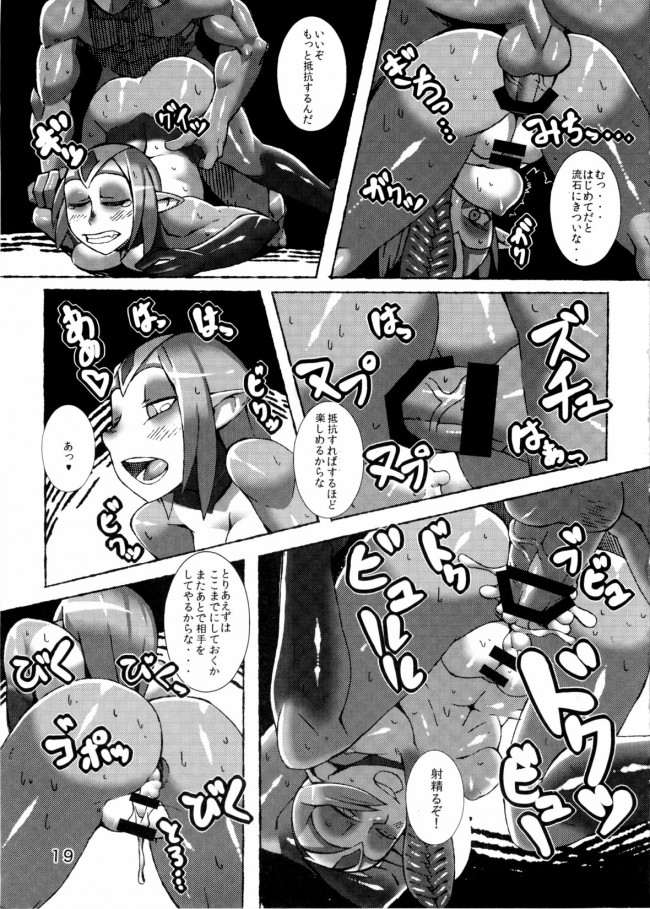 むっ・・・・
はじめてだと
流石にきついな・・
ぎちゅっ…
みちっ・・・・
ガクガクッ
いいぞ
もっと抵抗するんだ
グイッ
ギッ
ズチュ
はぁっー
はっ
ヌプ
ヌプ
抵抗すればするほど
楽しめるからな
はっ
はっ
ビクッ
あっ♥
ブビュ
ドクッ
ビュルルル
ドクッ
ビュー
射精るぞ!
とりあえずは
ここまでにしておくか
またあとで相手を
してやるからな・・・
びくっ
びく
ゴポッ
びく
とろ…
19